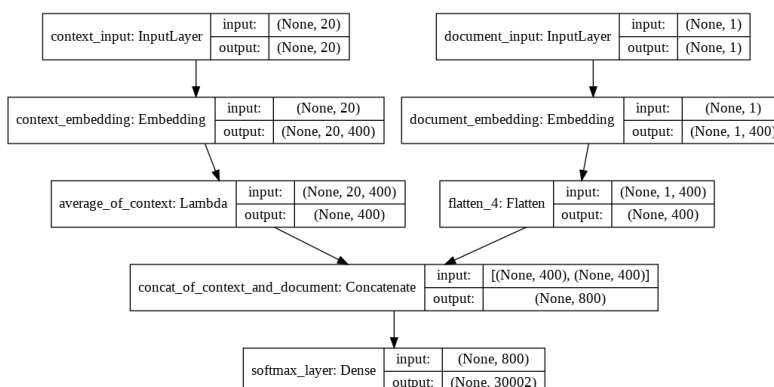 context_input: InputLayer input: (None, 20)
output: (None, 20)
document_input: InputLayer input: (None, 1)
output: (None, 1)
context_embedding: Embedding input: (None, 20)
output: (None, 20, 400)
document_embedding: Embedding input: (None, 1)
output: (None, 1, 400)
average_of_context: Lambda input: (None, 20, 400)
output: (None, 400)
flatten_4: Flatten input: (None, 1, 400)
output: (None, 400)
concat_of_context_and_document: Concatenate input: [(None, 400), (None, 400)]
output: (None, 800)
softmax_layer: Dense input: (None, 800)
output: (None, 30002)